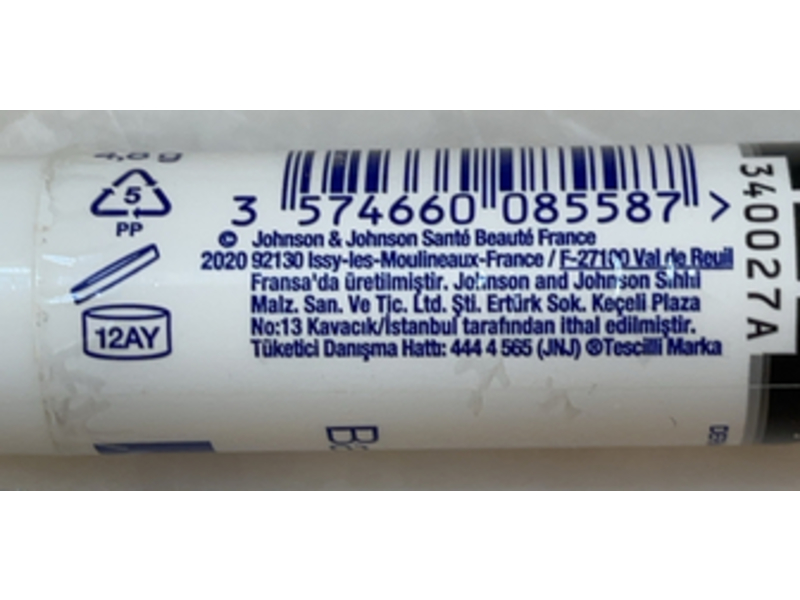 4,8 g
5
PP
3 574660 085587 >
© Johnson & Johnson Santé Beauté France
2020 92130 Issy-les-Moulineaux-France / F-27100 Val de Reuil
Fransa'da üretilmiştir. Johnson and Johnson Sıhhi
Malz. San. Ve Tic. Ltd. Şti. Ertürk Sok. Keçeli Plaza
No:13 Kavacık/İstanbul tarafından ithal edilmiştir.
Tüketici Danışma Hattı: 444 4 565 (JNJ) ®Tescilli Marka
12AY
340027A